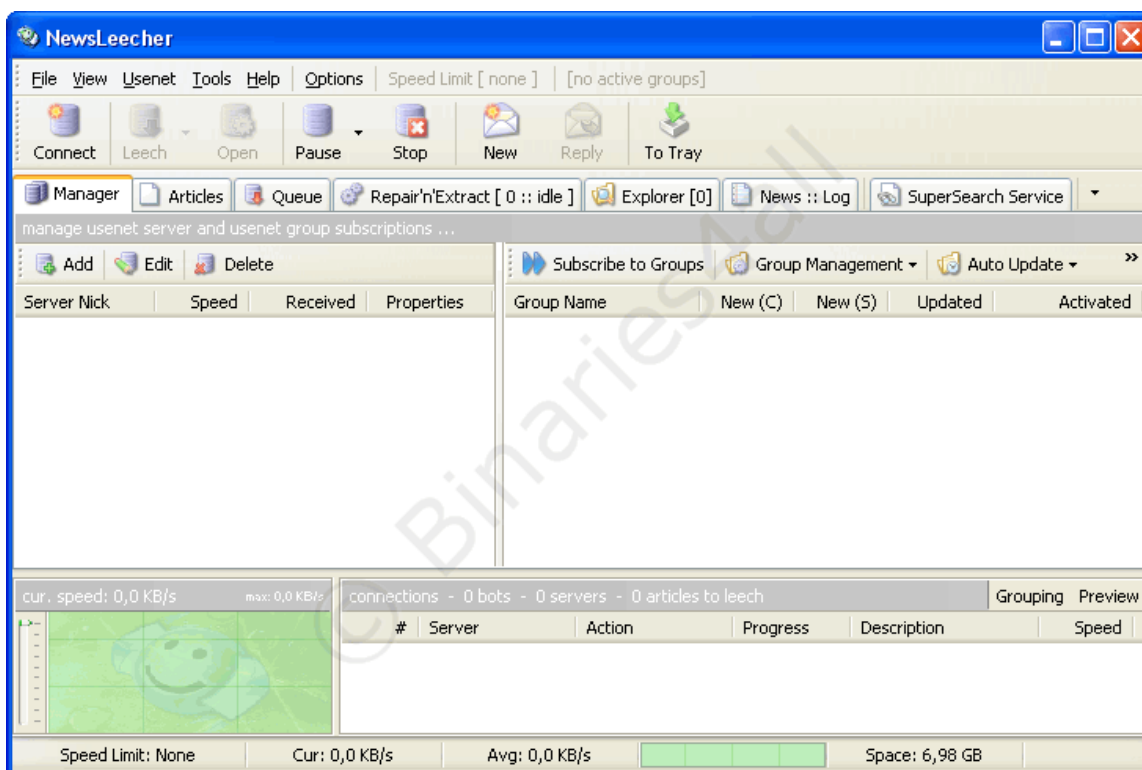 NewsLeecher
File View Usenet Tools Help Options Speed Limit [ none ] [no active groups]
Connect Leech Open Pause Stop New Reply To Tray
Manager Articles Queue Repair'n'Extract [ 0 :: idle ] Explorer [0] News :: Log SuperSearch Service
manage usenet server and usenet group subscriptions ...
Add Edit Delete
Subscribe to Groups Group Management Auto Update »
Server Nick Speed Received Properties
Group Name New (C) New (S) Updated Activated
cur. speed: 0,0 KB/s max: 0,0 KB/s
connections - 0 bots - 0 servers - 0 articles to leech Grouping Preview
# Server Action Progress Description Speed
Speed Limit: None Cur: 0,0 KB/s Avg: 0,0 KB/s Space: 6,98 GB
© Binaries4all